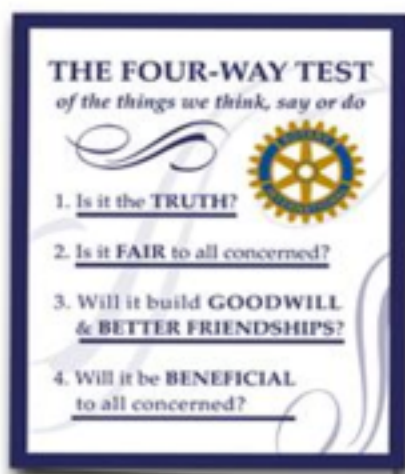 THE FOUR-WAY TEST
of the things we think, say or do
ROTARY
INTERNATIONAL
1. Is it the TRUTH?
2. Is it FAIR to all concerned?
3. Will it build GOODWILL
& BETTER FRIENDSHIPS?
4. Will it be BENEFICIAL
to all concerned?